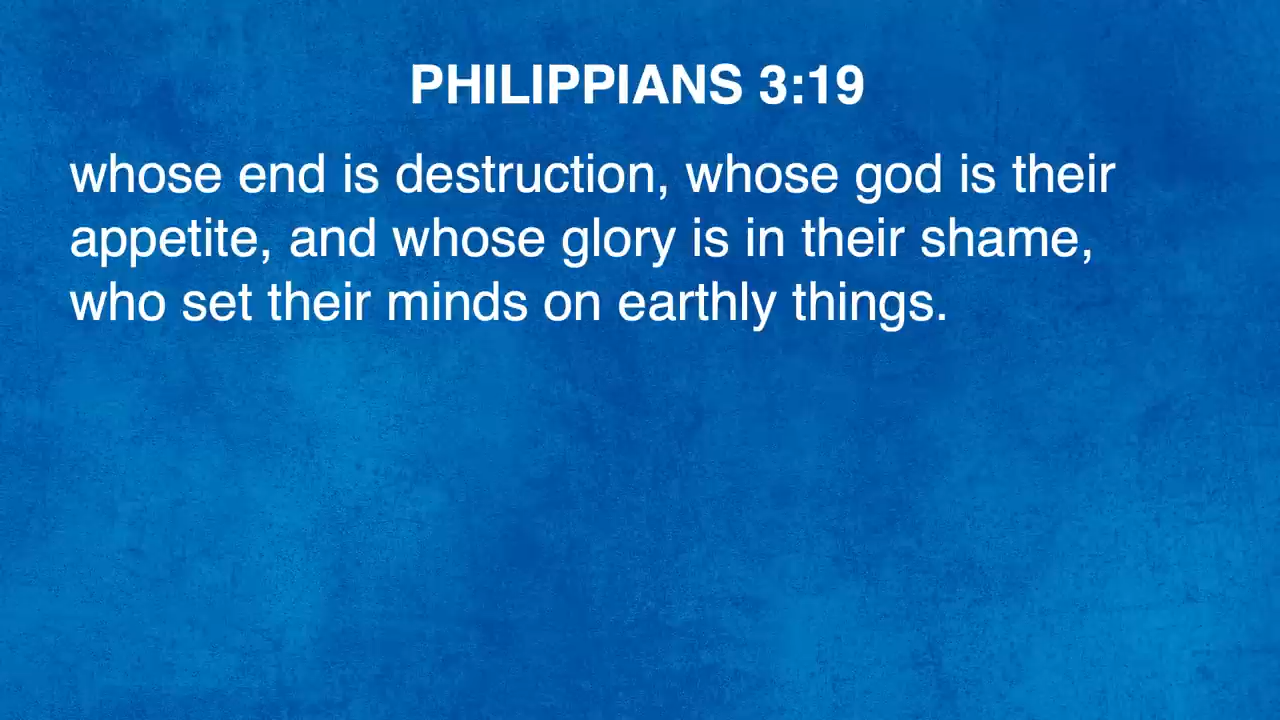 PHILIPPIANS 3:19
whose end is destruction, whose god is their
appetite, and whose glory is in their shame,
who set their minds on earthly things.